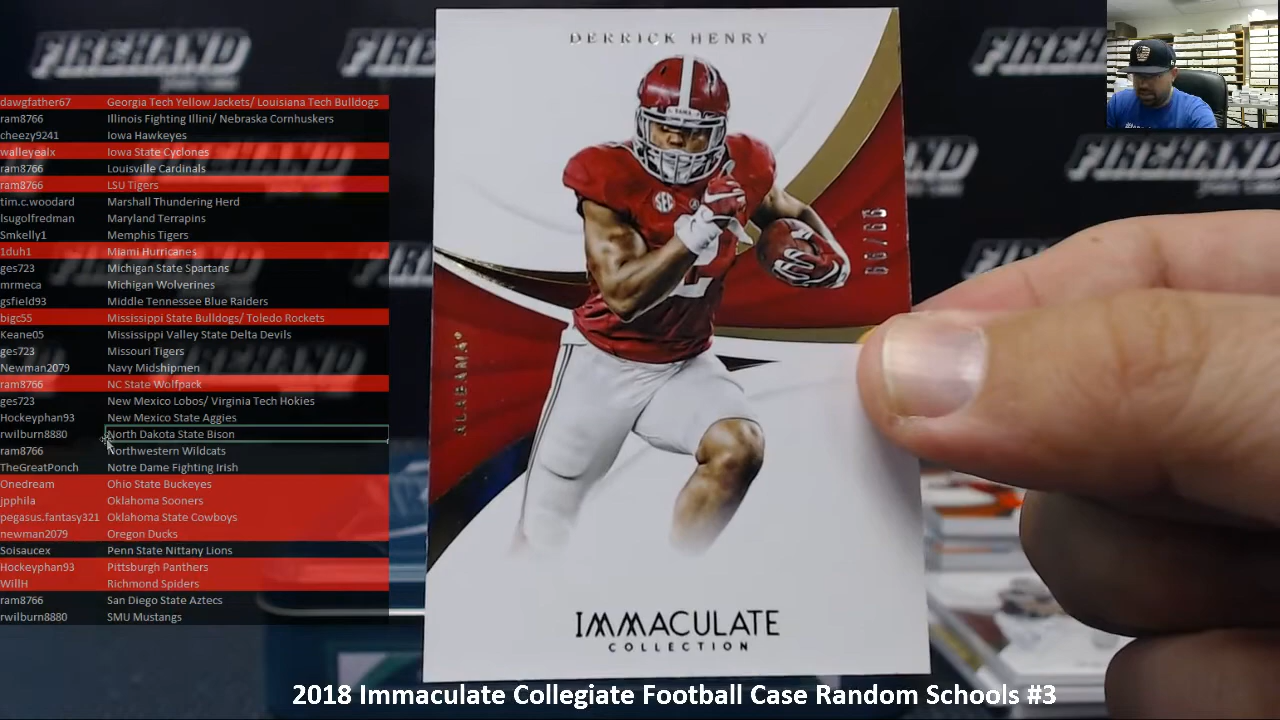 FIREHAND
FIREHAND
FIREHAND
FIREHAND
dawgfather67 Georgia Tech Yellow Jackets/ Louisiana Tech Bulldogs
ram8766 Illinois Fighting Illini/ Nebraska Cornhuskers
cheezy9241 Iowa Hawkeyes
walleyealx Iowa State Cyclones
ram8766 Louisville Cardinals
ram8766 LSU Tigers
tim.c.woodard Marshall Thundering Herd
lsugolfredman Maryland Terrapins
Smkelly1 Memphis Tigers
1duh1 Miami Hurricanes
ges723 Michigan State Spartans
mrmeca Michigan Wolverines
gsfield93 Middle Tennessee Blue Raiders
bigc55 Mississippi State Bulldogs/ Toledo Rockets
Keane05 Mississippi Valley State Delta Devils
ges723 Missouri Tigers
Newman2079 Navy Midshipmen
ram8766 NC State Wolfpack
ges723 New Mexico Lobos/ Virginia Tech Hokies
Hockeyphan93 New Mexico State Aggies
rwilburn8880 North Dakota State Bison
ram8766 Northwestern Wildcats
TheGreatPonch Notre Dame Fighting Irish
Onedream Ohio State Buckeyes
jpphila Oklahoma Sooners
pegasus.fantasy321 Oklahoma State Cowboys
newman2079 Oregon Ducks
Soisaucex Penn State Nittany Lions
Hockeyphan93 Pittsburgh Panthers
WillH Richmond Spiders
ram8766 San Diego State Aztecs
rwilburn8880 SMU Mustangs
DERRICK HENRY
SEC
2
ALABAMA
IMMACULATE
COLLECTION
2018 Immaculate Collegiate Football Case Random Schools #3